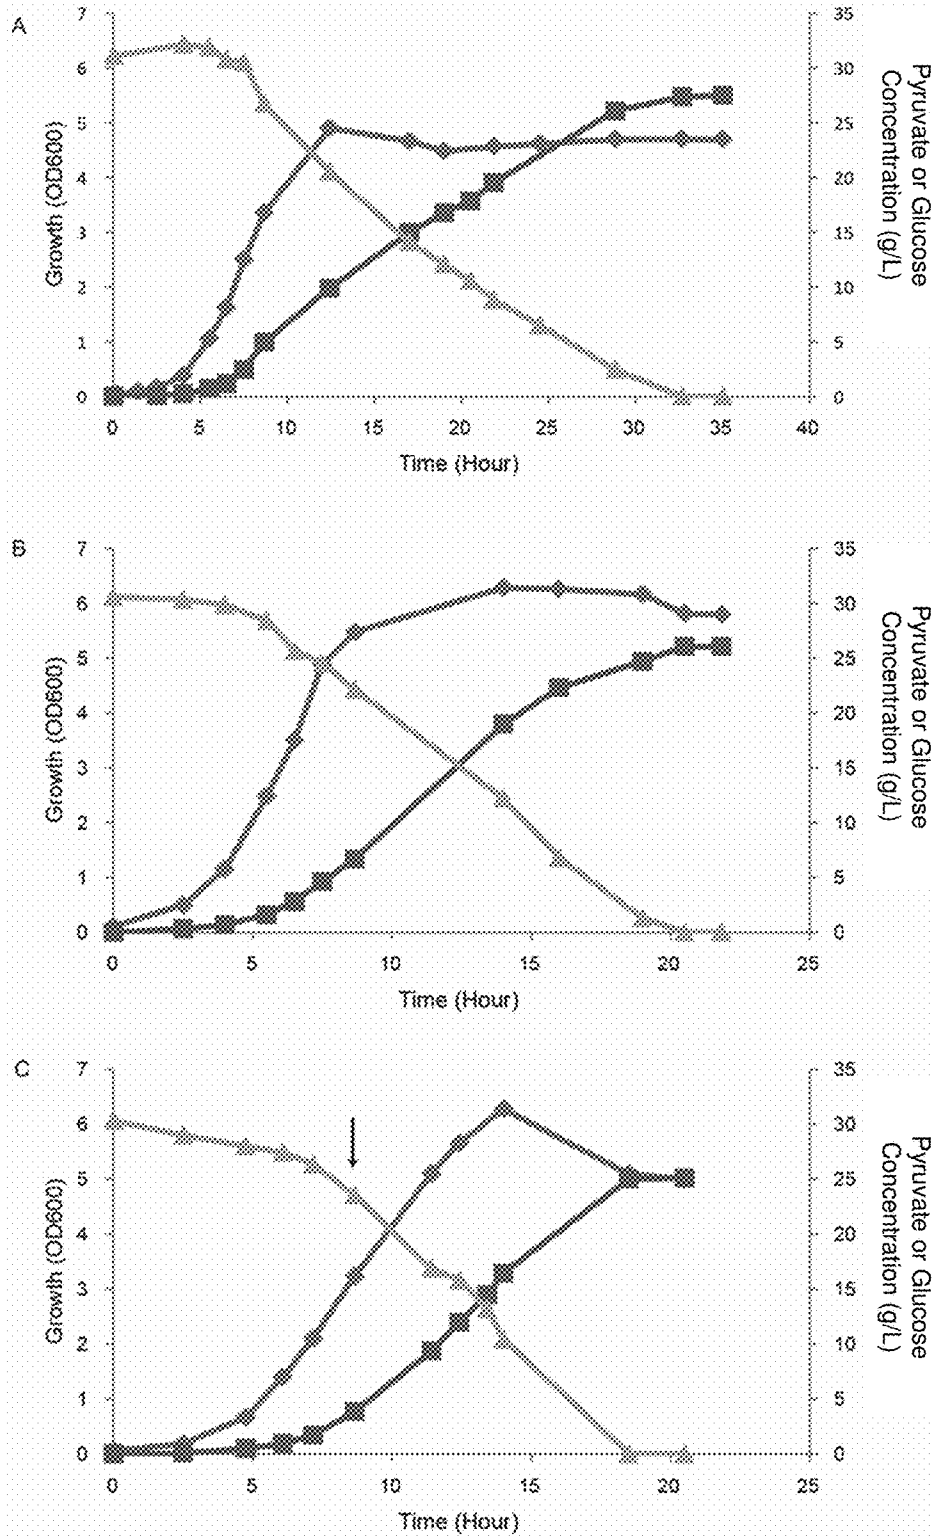 A
7
6
5
4
3
2
1
0
Growth (OD600)
35
30
25
20
15
10
5
0
Pyruvate or Glucose
Concentration (g/L)
0 5 10 15 20 25 30 35 40
Time (Hour)
B
7
6
5
4
3
2
1
0
Growth (OD600)
35
30
25
20
15
10
5
0
Pyruvate or Glucose
Concentration (g/L)
0 5 10 15 20 25
Time (Hour)
C
7
6
5
4
3
2
1
0
Growth (OD600)
35
30
25
20
15
10
5
0
Pyruvate or Glucose
Concentration (g/L)
0 5 10 15 20 25
Time (Hour)